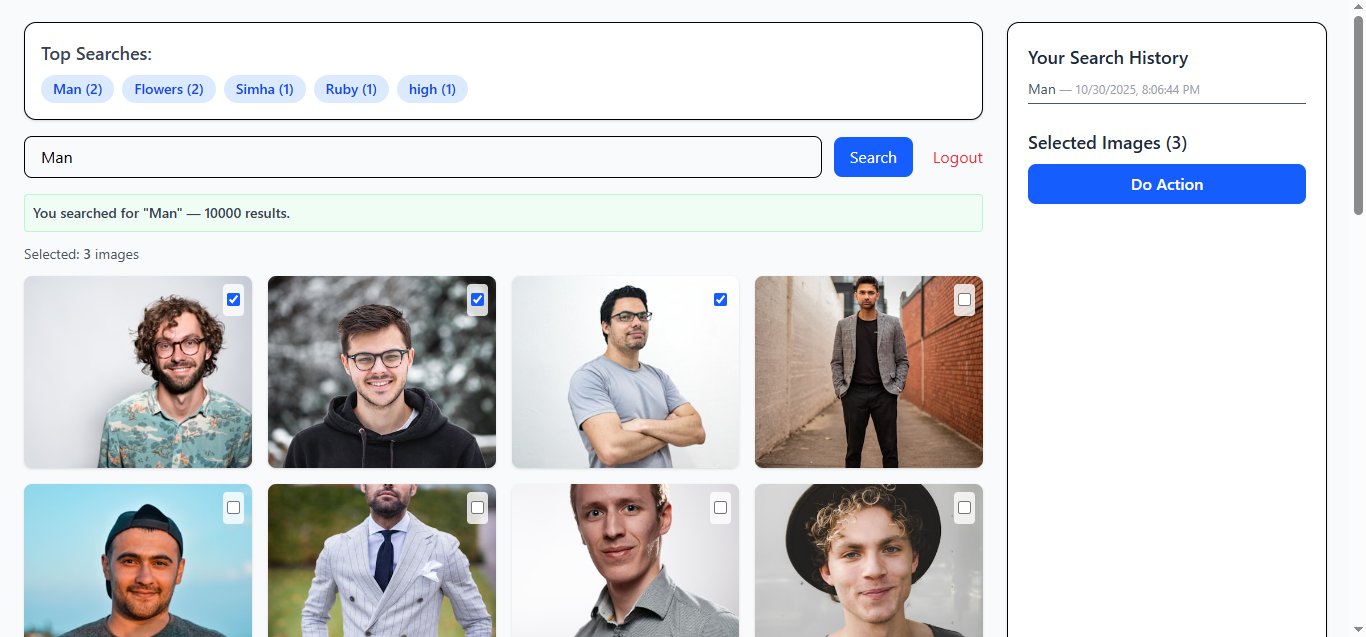 Top Searches:
Man (2) Flowers (2) Simha (1) Ruby (1) high (1)
Man
Search
Logout
You searched for "Man" — 10000 results.
Selected: 3 images
Your Search History
Man — 10/30/2025, 8:06:44 PM
Selected Images (3)
Do Action